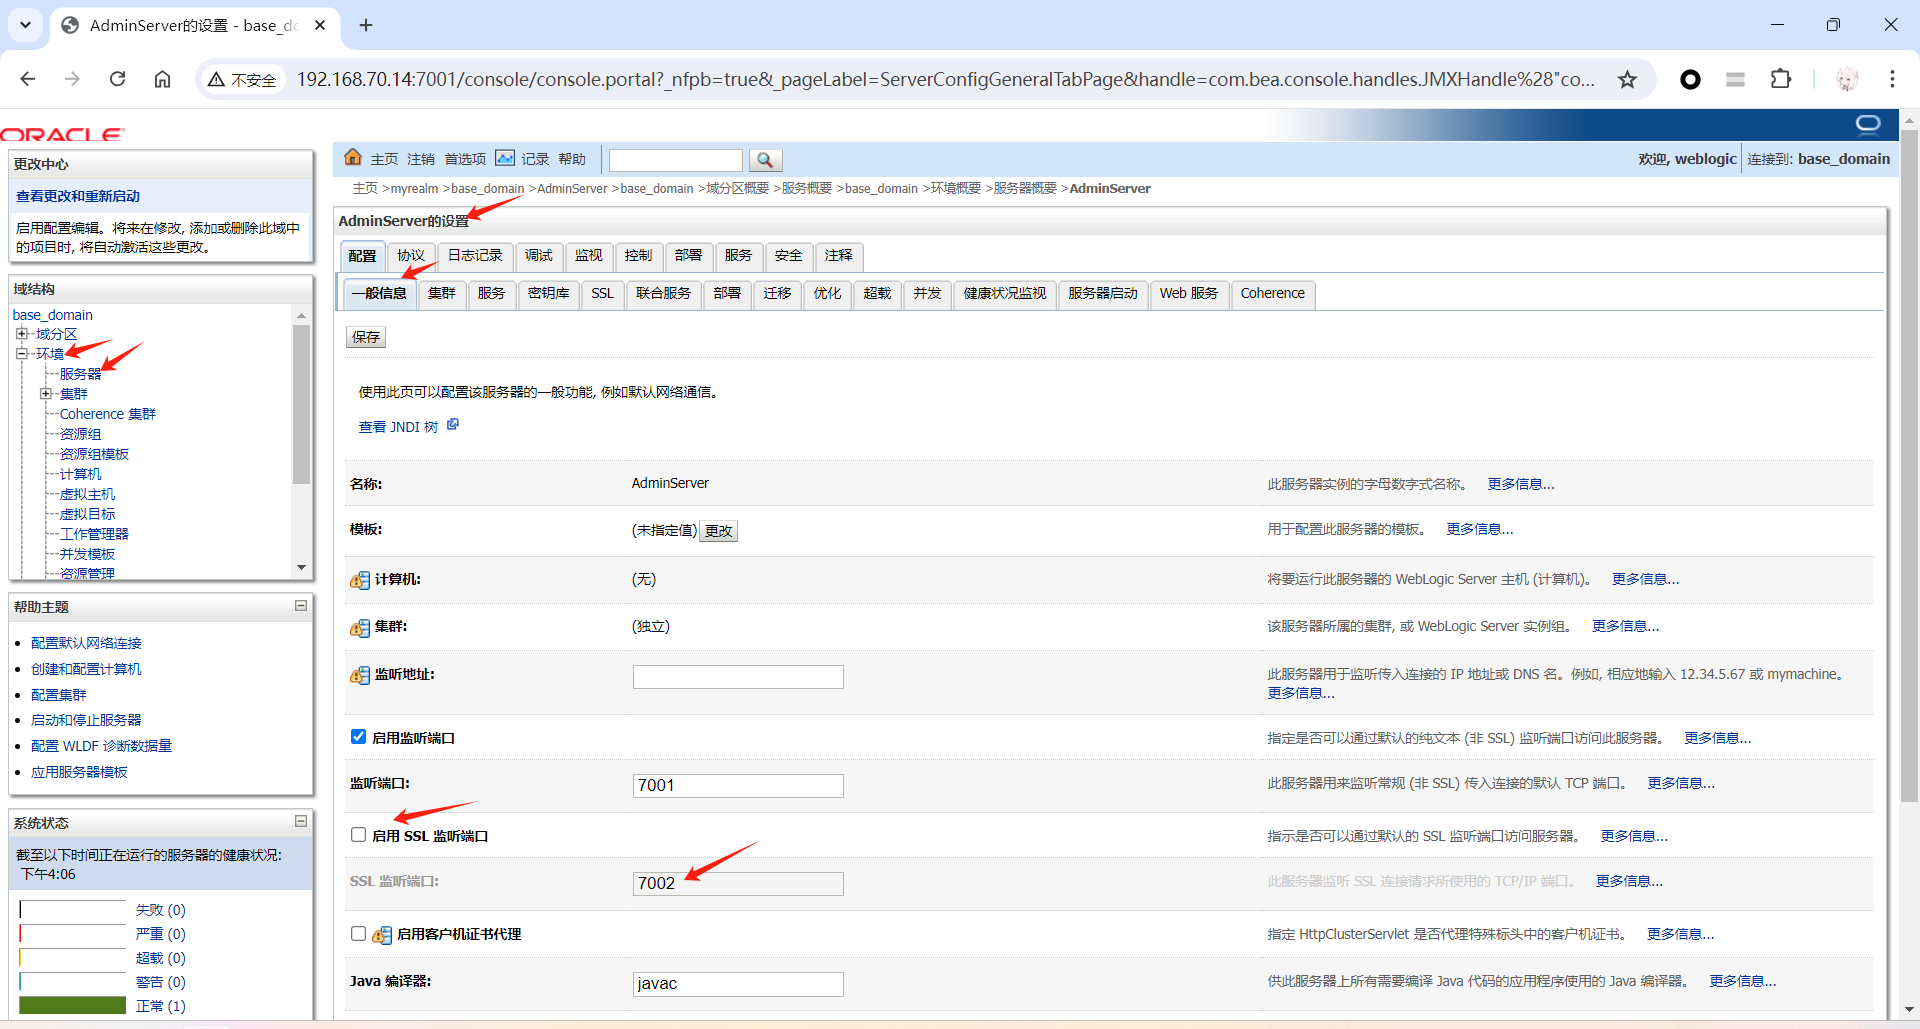 AdminServer的设置 - base_do
不安全
192.168.70.14:7001/console/console.portal?_nfpb=true&_pageLabel=ServerConfigGeneralTabPage&handle=com.bea.console.handles.JMXHandle%28"co...
ORACLE
更改中心
查看更改和重新启动
启用配置编辑。将来在修改, 添加或删除此域中
的项目时, 将自动激活这些更改。
域结构
base_domain
域分区
环境
服务器
集群
Coherence 集群
资源组
资源组模板
计算机
虚拟主机
虚拟目标
工作管理器
并发模板
资源管理
帮助主题
配置默认网络连接
创建和配置计算机
配置集群
启动和停止服务器
配置 WLDF 诊断数据量
应用服务器模板
系统状态
截至以下时间正在运行的服务器的健康状况:
下午4:06
失败 (0)
严重 (0)
超载 (0)
警告 (0)
正常 (1)
主页 注销 首选项 记录 帮助
欢迎, weblogic 连接到: base_domain
主页 >myrealm >base_domain >AdminServer >base_domain >域分区概要 >服务概要 >base_domain >环境概要 >服务器概要 >AdminServer
AdminServer的设置
配置 协议 日志记录 调试 监视 控制 部署 服务 安全 注释
一般信息 集群 服务 密钥库 SSL 联合服务 部署 迁移 优化 超载 并发 健康状况监视 服务器启动 Web 服务 Coherence
保存
使用此页可以配置该服务器的一般功能, 例如默认网络通信。
查看 JNDI 树
名称: AdminServer 此服务器实例的字母数字式名称。 更多信息...
模板: (未指定值) 更改 用于配置此服务器的模板。 更多信息...
计算机: (无) 将要运行此服务器的 WebLogic Server 主机 (计算机)。 更多信息...
集群: (独立) 该服务器所属的集群, 或 WebLogic Server 实例组。 更多信息...
监听地址: 此服务器用于监听传入连接的 IP 地址或 DNS 名。例如, 相应地输入 12.34.5.67 或 mymachine。
更多信息...
启用监听端口 指定是否可以通过默认的纯文本 (非 SSL) 监听端口访问此服务器。 更多信息...
监听端口: 7001 此服务器用来监听常规 (非 SSL) 传入连接的默认 TCP 端口。 更多信息...
启用 SSL 监听端口 指示是否可以通过默认的 SSL 监听端口访问服务器。 更多信息...
SSL 监听端口: 7002 此服务器监听 SSL 连接请求所使用的 TCP/IP 端口。 更多信息...
启用客户机证书代理 指定 HttpClusterServlet 是否代理特殊标头中的客户机证书。 更多信息...
Java 编译器: javac 供此服务器上所有需要编译 Java 代码的应用程序使用的 Java 编译器。 更多信息...